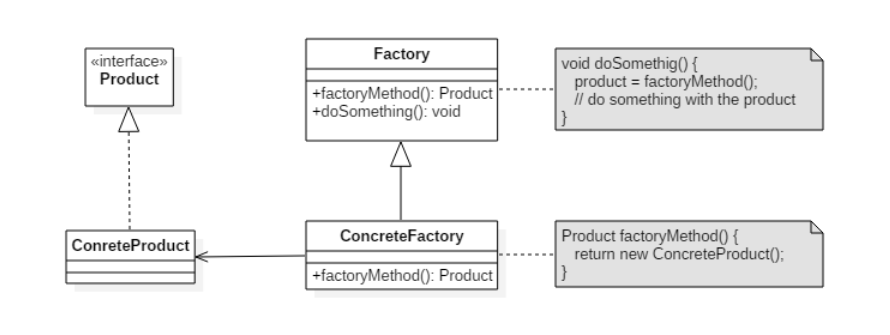 «interface»
Product
Factory
+factoryMethod(): Product
+doSomething(): void
void doSomethig() {
product = factoryMethod();
// do something with the product
}
ConreteProduct
ConcreteFactory
+factoryMethod(): Product
Product factoryMethod() {
return new ConcreteProduct();
}